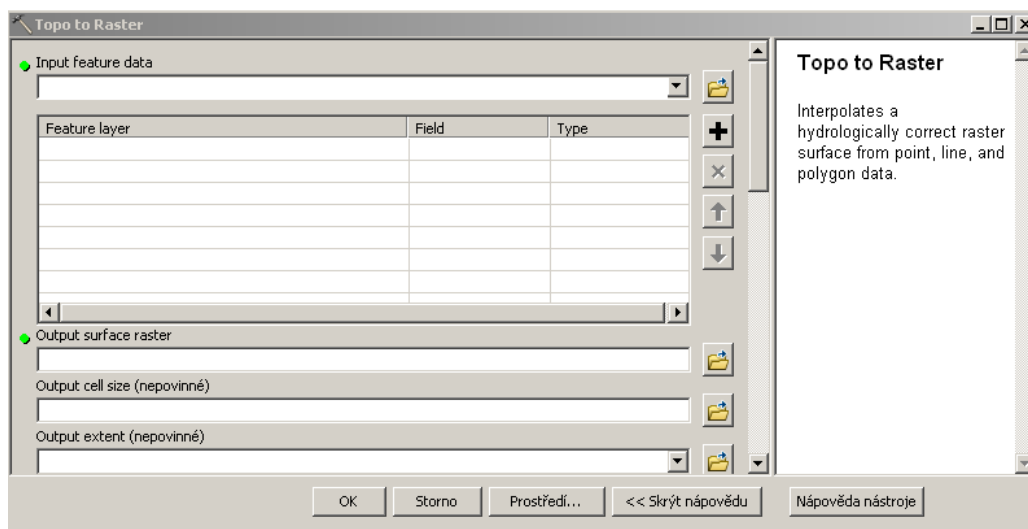 Topo to Raster
Input feature data
Feature layer Field Type
Output surface raster
Output cell size (nepovinné)
Output extent (nepovinné)
Topo to Raster
Interpolates a
hydrologically correct raster
surface from point, line, and
polygon data.
OK Storno Prostředí... << Skrýt nápovědu Nápověda nástroje